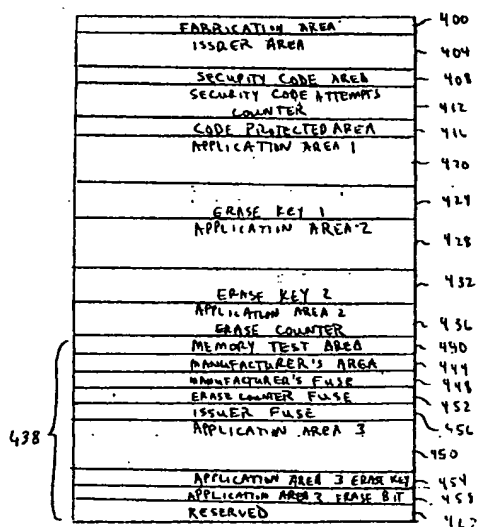 FABRICATION AREA 400
ISSUER AREA 404
SECURITY CODE AREA 408
SECURITY CODE ATTEMPTS
COUNTER 412
CODE PROTECTED AREA 416
APPLICATION AREA 1 420
ERASE KEY 1 424
APPLICATION AREA 2 428
ERASE KEY 2 432
APPLICATION AREA 2
ERASE COUNTER 436
438
MEMORY TEST AREA 440
MANUFACTURER'S AREA 444
MANUFACTURER'S FUSE 448
ERASE COUNTER FUSE 452
ISSUER FUSE 456
APPLICATION AREA 3 450
APPLICATION AREA 3 ERASE KEY 454
APPLICATION AREA 3 ERASE BIT 458
RESERVED 462